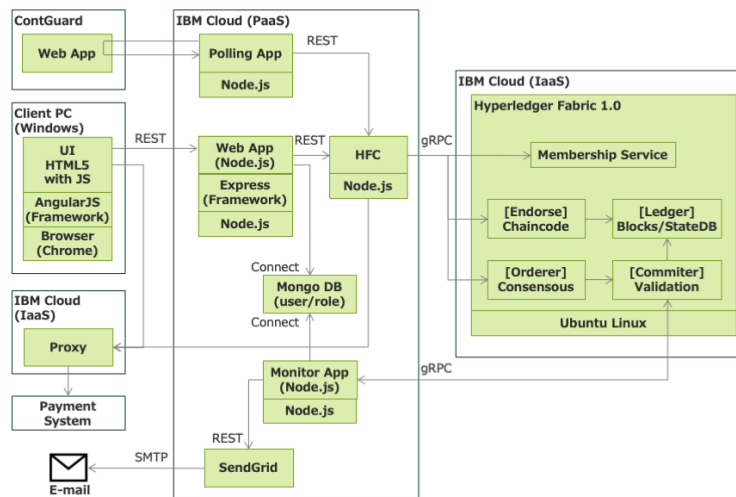 ContGuard
Web App
IBM Cloud (PaaS)
Polling App
Node.js
REST
Client PC
(Windows)
UI
HTML5
with JS
AngularJS
(Framework)
Browser
(Chrome)
REST
Web App
(Node.js)
Express
(Framework)
Node.js
REST
HFC
Node.js
gRPC
IBM Cloud (IaaS)
Hyperledger Fabric 1.0
Membership Service
[Endorse]
Chaincode
[Ledger]
Blocks/StateDB
[Orderer]
Consensous
[Commiter]
Validation
Ubuntu Linux
Connect
Mongo DB
(user/role)
Connect
IBM Cloud
(IaaS)
Proxy
Payment
System
Monitor App
(Node.js)
Node.js
gRPC
REST
SendGrid
SMTP
E-mail